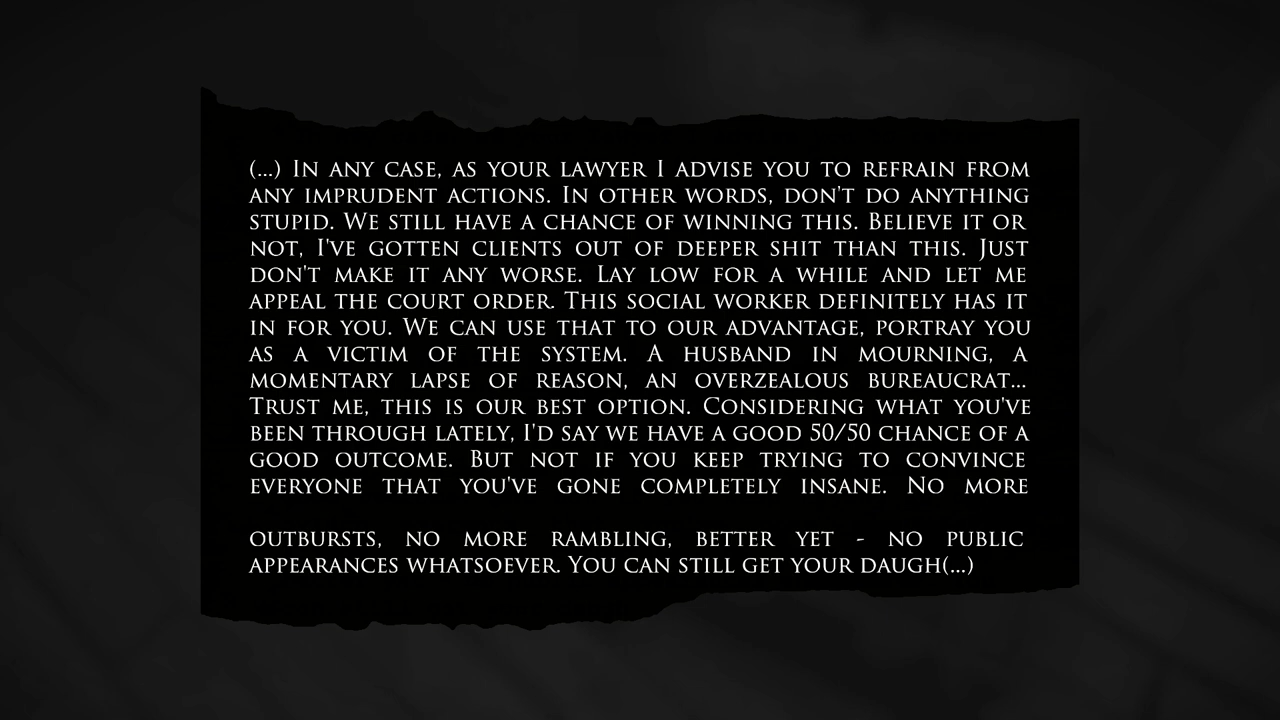 (...) In any case, as your lawyer I advise you to refrain from
any imprudent actions. In other words, don't do anything
stupid. We still have a chance of winning this. Believe it or
not, I've gotten clients out of deeper shit than this. Just
don't make it any worse. Lay low for a while and let me
appeal the court order. This social worker definitely has it
in for you. We can use that to our advantage, portray you
as a victim of the system. A husband in mourning, a
momentary lapse of reason, an overzealous bureaucrat...
Trust me, this is our best option. Considering what you've
been through lately, I'd say we have a good 50/50 chance of a
good outcome. But not if you keep trying to convince
everyone that you've gone completely insane. No more
outbursts, no more rambling, better yet - no public
appearances whatsoever. You can still get your daugh(...)